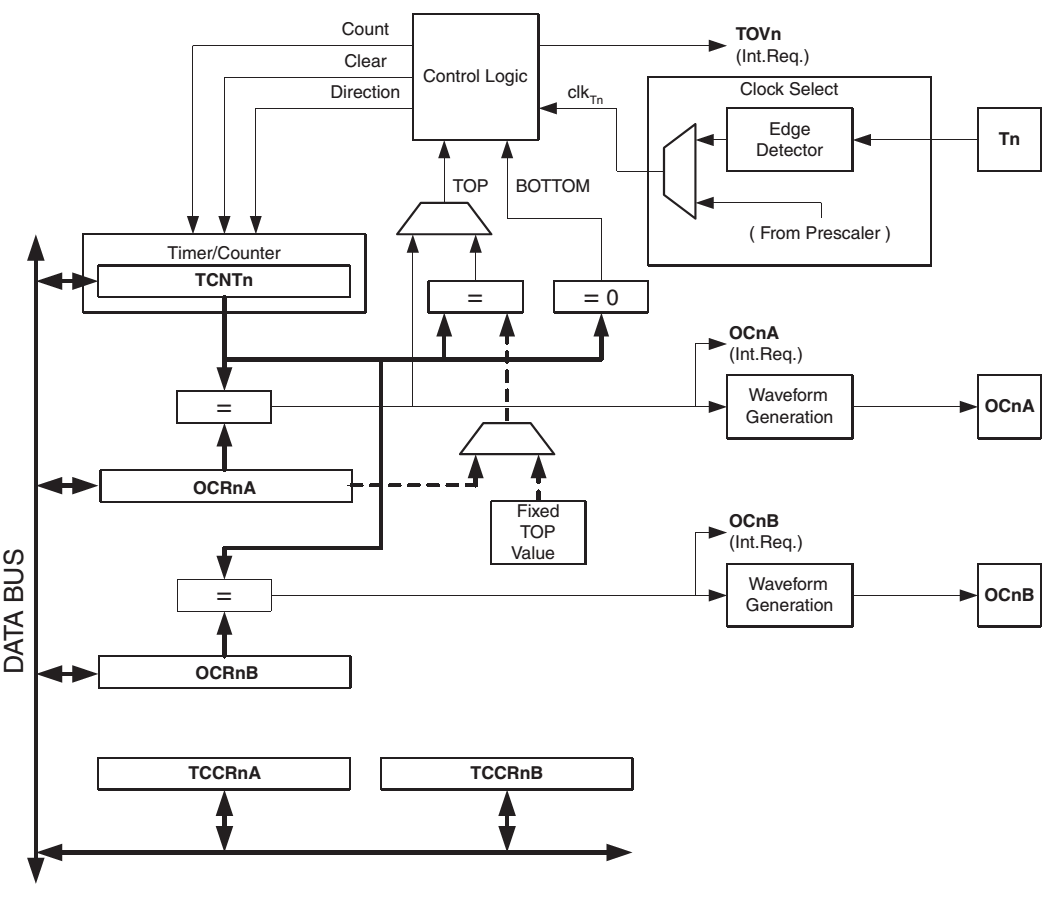 Count
Clear
Direction
Control Logic
TOVn
(Int.Req.)
clkTn
Clock Select
Edge
Detector
Tn
TOP
BOTTOM
( From Prescaler )
Timer/Counter
TCNTn
=
= 0
OCnA
(Int.Req.)
=
Waveform
Generation
OCnA
OCRnA
Fixed
TOP
Value
OCnB
(Int.Req.)
DATA BUS
=
Waveform
Generation
OCnB
OCRnB
TCCRnA
TCCRnB